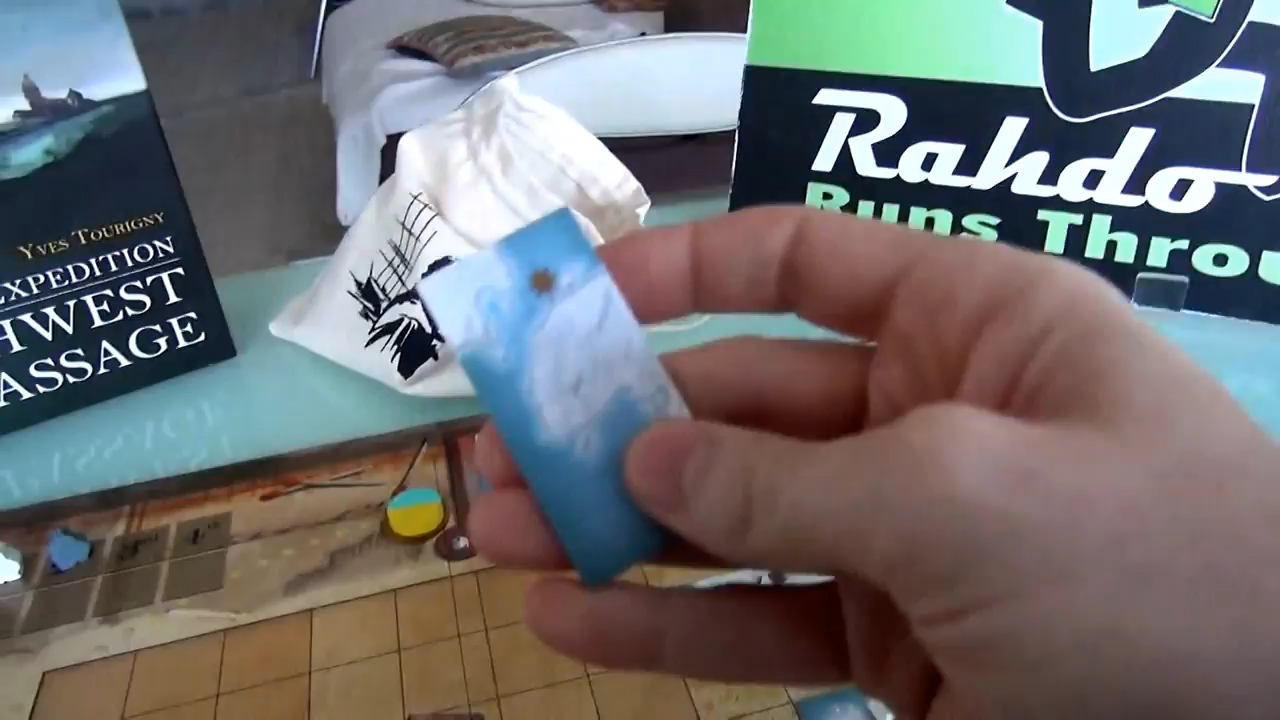 YVES TOURIGNY
EXPEDITION
HWEST
ASSAGE
Rahdo
Runs Throu